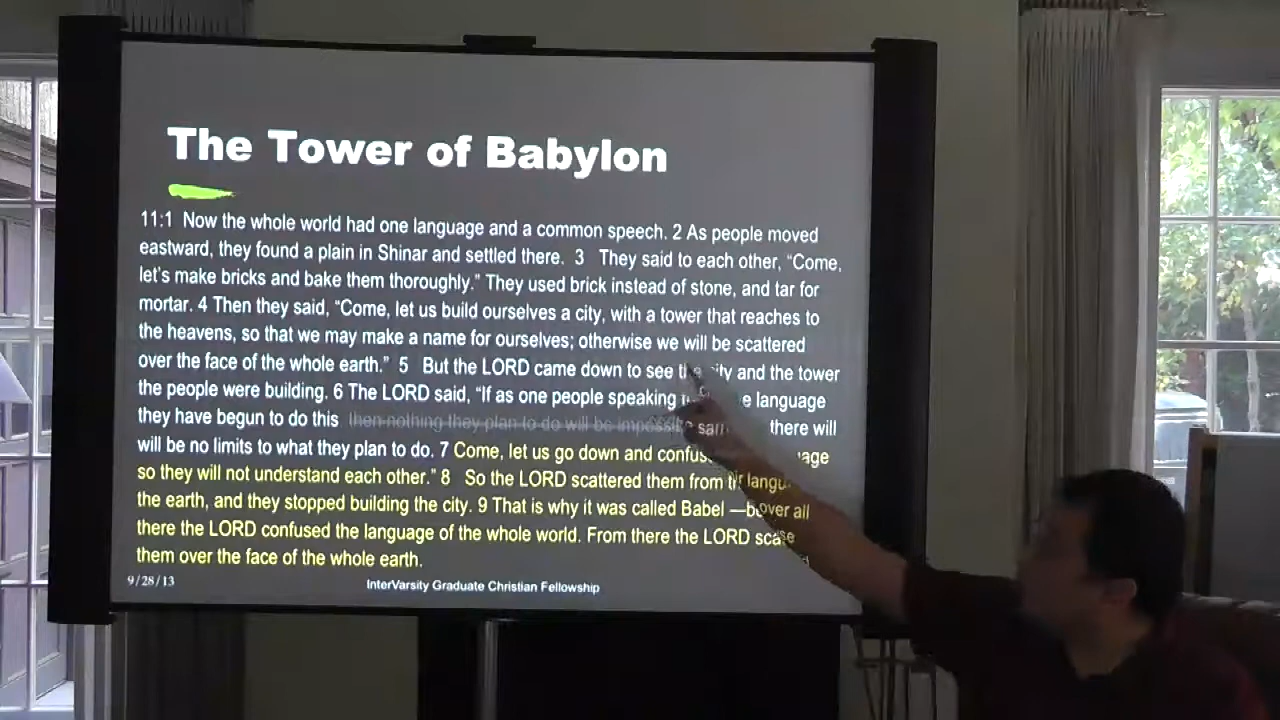 The Tower of Babylon
11:1 Now the whole world had one language and a common speech. 2 As people moved
eastward, they found a plain in Shinar and settled there. 3 They said to each other, “Come,
let’s make bricks and bake them thoroughly.” They used brick instead of stone, and tar for
mortar. 4 Then they said, “Come, let us build ourselves a city, with a tower that reaches to
the heavens, so that we may make a name for ourselves; otherwise we will be scattered
over the face of the whole earth.” 5 But the LORD came down to see the city and the tower
the people were building. 6 The LORD said, “If as one people speaking language
they have begun to do this then nothing they plan to do will be impossible there will
will be no limits to what they plan to do. 7 Come, let us go down and
so they will not understand each other.” 8 So the LORD scattered them from
the earth, and they stopped building the city. 9 That is why it was called Babel — over all
there the LORD confused the language of the whole world. From there the LORD
them over the face of the whole earth.
9/28/13 InterVarsity Graduate Christian Fellowship